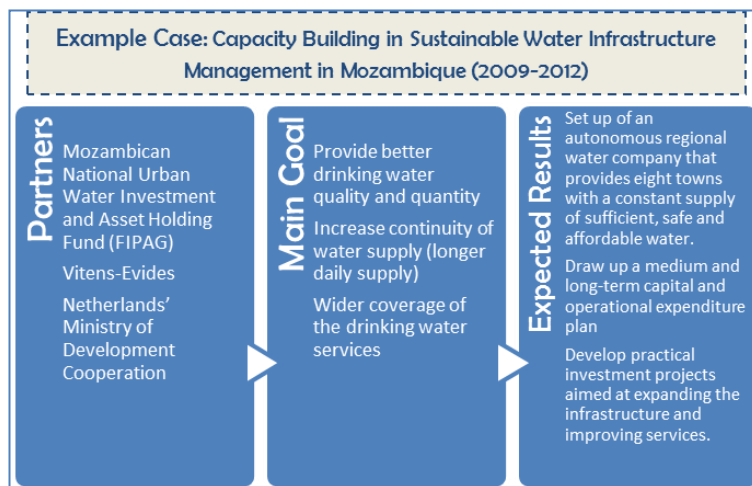 Example Case: Capacity Building in Sustainable Water Infrastructure
Management in Mozambique (2009-2012)
Partners
Mozambican
National Urban
Water Investment
and Asset Holding
Fund (FIPAG)
Vitens-Evides
Netherlands'
Ministry of
Development
Cooperation
Main Goal
Provide better
drinking water
quality and quantity
Increase continuity of
water supply (longer
daily supply)
Wider coverage of
the drinking water
services
Expected Results
Set up of an
autonomous regional
water company that
provides eight towns
with a constant supply
of sufficient, safe and
affordable water.
Draw up a medium and
long-term capital and
operational expenditure
plan
Develop practical
investment projects
aimed at expanding the
infrastructure and
improving services.